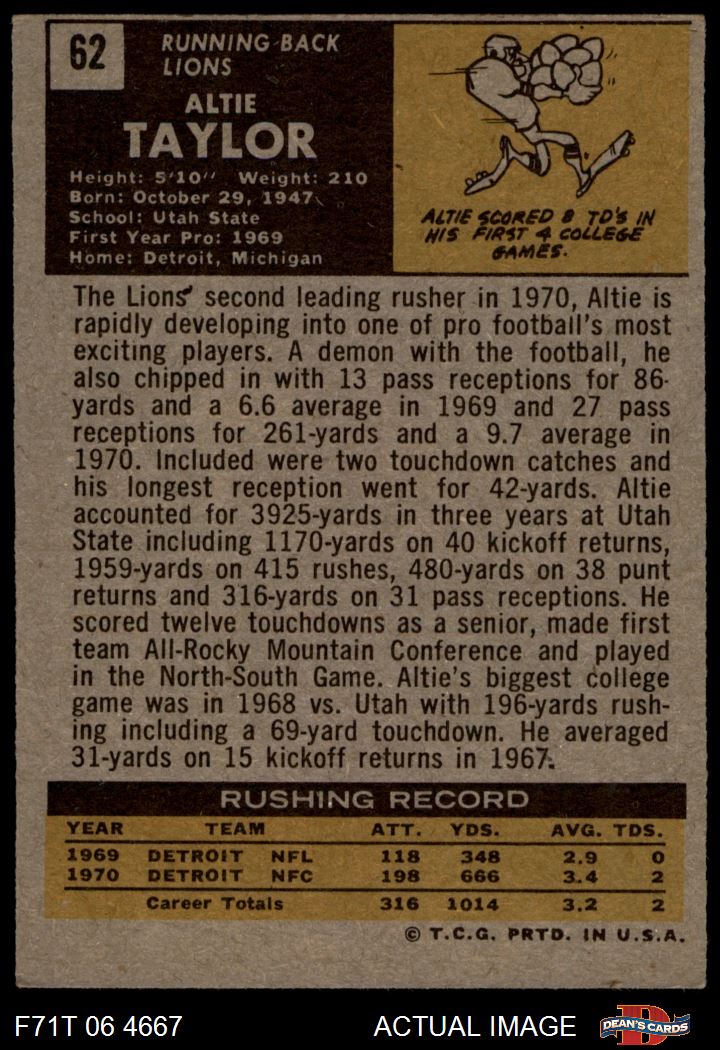 62
RUNNING BACK
LIONS
ALTIE
TAYLOR
Height: 5'10" Weight: 210
Born: October 29, 1947
School: Utah State
First Year Pro: 1969
Home: Detroit, Michigan
ALTIE SCORED 8 TD'S IN
HIS FIRST 4 COLLEGE
GAMES.
The Lions' second leading rusher in 1970, Altie is
rapidly developing into one of pro football's most
exciting players. A demon with the football, he
also chipped in with 13 pass receptions for 86-
yards and a 6.6 average in 1969 and 27 pass
receptions for 261-yards and a 9.7 average in
1970. Included were two touchdown catches and
his longest reception went for 42-yards. Altie
accounted for 3925-yards in three years at Utah
State including 1170-yards on 40 kickoff returns,
1959-yards on 415 rushes, 480-yards on 38 punt
returns and 316-yards on 31 pass receptions. He
scored twelve touchdowns as a senior, made first
team All-Rocky Mountain Conference and played
in the North-South Game. Altie's biggest college
game was in 1968 vs. Utah with 196-yards rush-
ing including a 69-yard touchdown. He averaged
31-yards on 15 kickoff returns in 1967.
RUSHING RECORD
YEAR TEAM ATT. YDS. AVG. TDS.
1969 DETROIT NFL 118 348 2.9 0
1970 DETROIT NFC 198 666 3.4 2
Career Totals 316 1014 3.2 2
© T.C.G. PRTD. IN U.S.A.
F71T 06 4667 ACTUAL IMAGE D DEAN'S CARDS